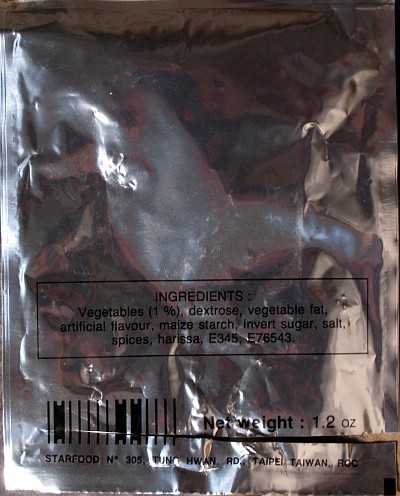 INGREDIENTS :
Vegetables (1 %), dextrose, vegetable fat,
artificial flavour, maize starch, invert sugar, salt,
spices, harissa, E345, E76543.
Net weight : 1.2 oz
STARFOOD N° 305, TUNG HWAN, RD., TAIPEI TAIWAN, ROC